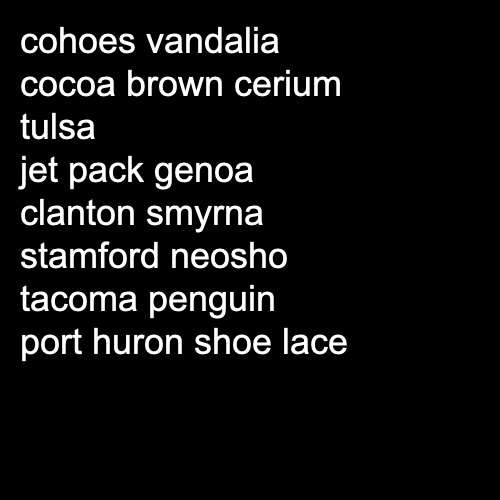 cohoes vandalia
cocoa brown cerium
tulsa
jet pack genoa
clanton smyrna
stamford neosho
tacoma penguin
port huron shoe lace